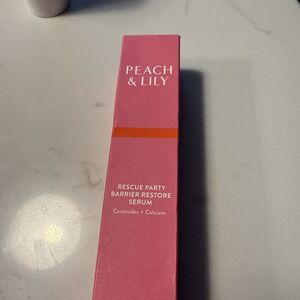 PEACH
& LILY
RESCUE PARTY
BARRIER RESTORE
SERUM
Ceramides + Calcium